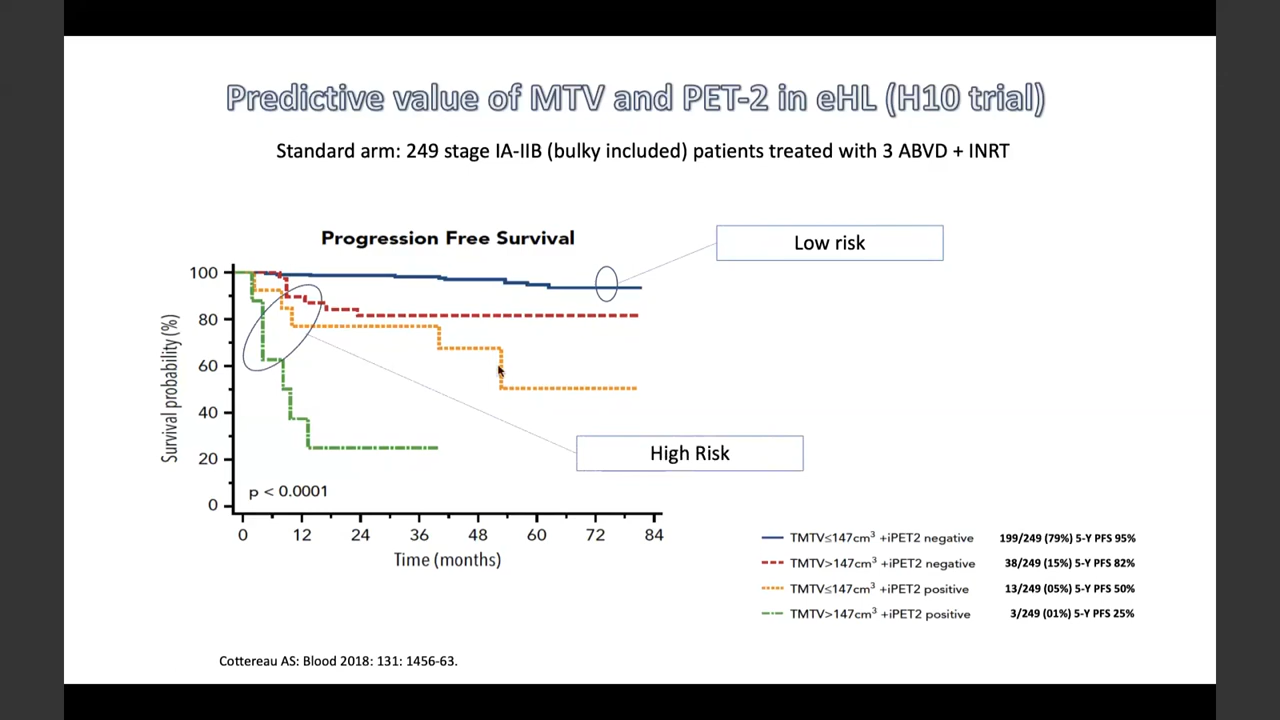 Predictive value of MTV and PET-2 in eHL (H10 trial)
Standard arm: 249 stage IA-IIB (bulky included) patients treated with 3 ABVD + INRT
Progression Free Survival
Low risk
100
80
60
40
20
0
Survival probability (%)
High Risk
p < 0.0001
0 12 24 36 48 60 72 84
Time (months)
TMTV≤147cm³ +iPET2 negative 199/249 (79%) 5-Y PFS 95%
TMTV>147cm³ +iPET2 negative 38/249 (15%) 5-Y PFS 82%
TMTV≤147cm³ +iPET2 positive 13/249 (05%) 5-Y PFS 50%
TMTV>147cm³ +iPET2 positive 3/249 (01%) 5-Y PFS 25%
Cottereau AS: Blood 2018: 131: 1456-63.